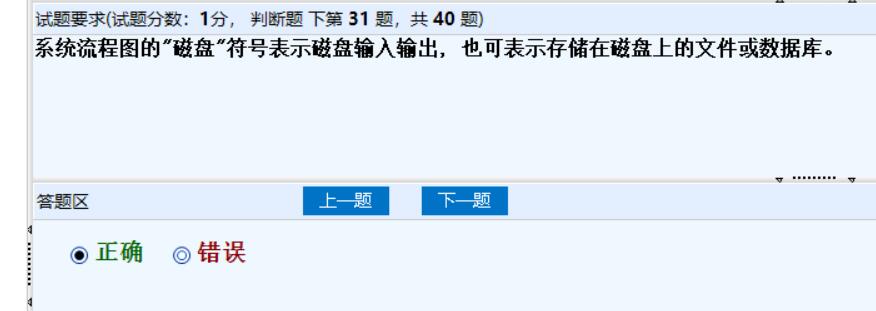 试题要求(试题分数：1分， 判断题 下第 31 题，共 40 题)
系统流程图的"磁盘"符号表示磁盘输入输出，也可表示存储在磁盘上的文件或数据库。
答题区 上一题 下一题
正确 错误